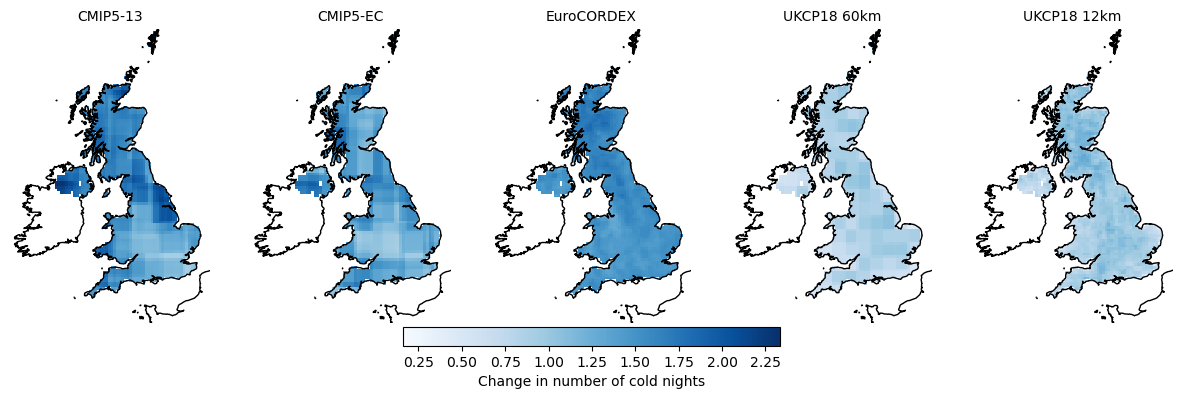 CMIP5-13 CMIP5-EC EuroCORDEX UKCP18 60km UKCP18 12km
0.25 0.50 0.75 1.00 1.25 1.50 1.75 2.00 2.25
Change in number of cold nights